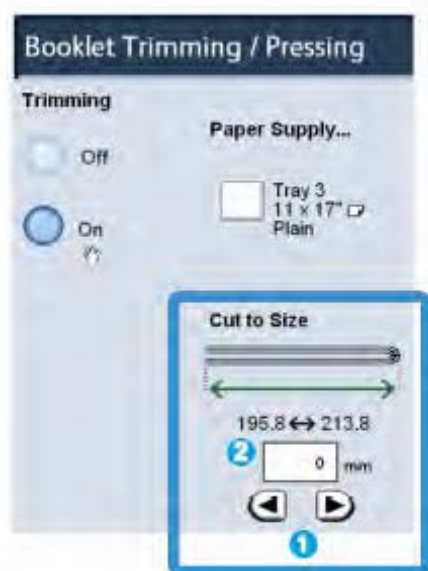 Booklet Trimming / Pressing
Trimming
Off
On
Paper Supply...
Tray 3
11 x 17"
Plain
Cut to Size
195.8 ↔ 213.8
2
0 mm
1